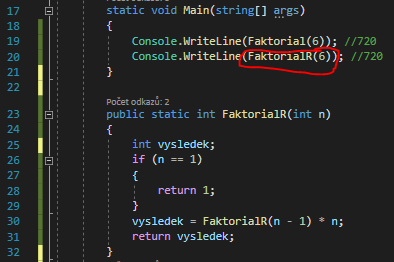 17 static void Main(string[] args)
18 {
19 Console.WriteLine(Faktorial(6)); //720
20 Console.WriteLine(FaktorialR(6)); //720
21 }
22
Počet odkazů: 2
23 public static int FaktorialR(int n)
24 {
25 int vysledek;
26 if (n == 1)
27 {
28 return 1;
29 }
30 vysledek = FaktorialR(n - 1) * n;
31 return vysledek;
32 }